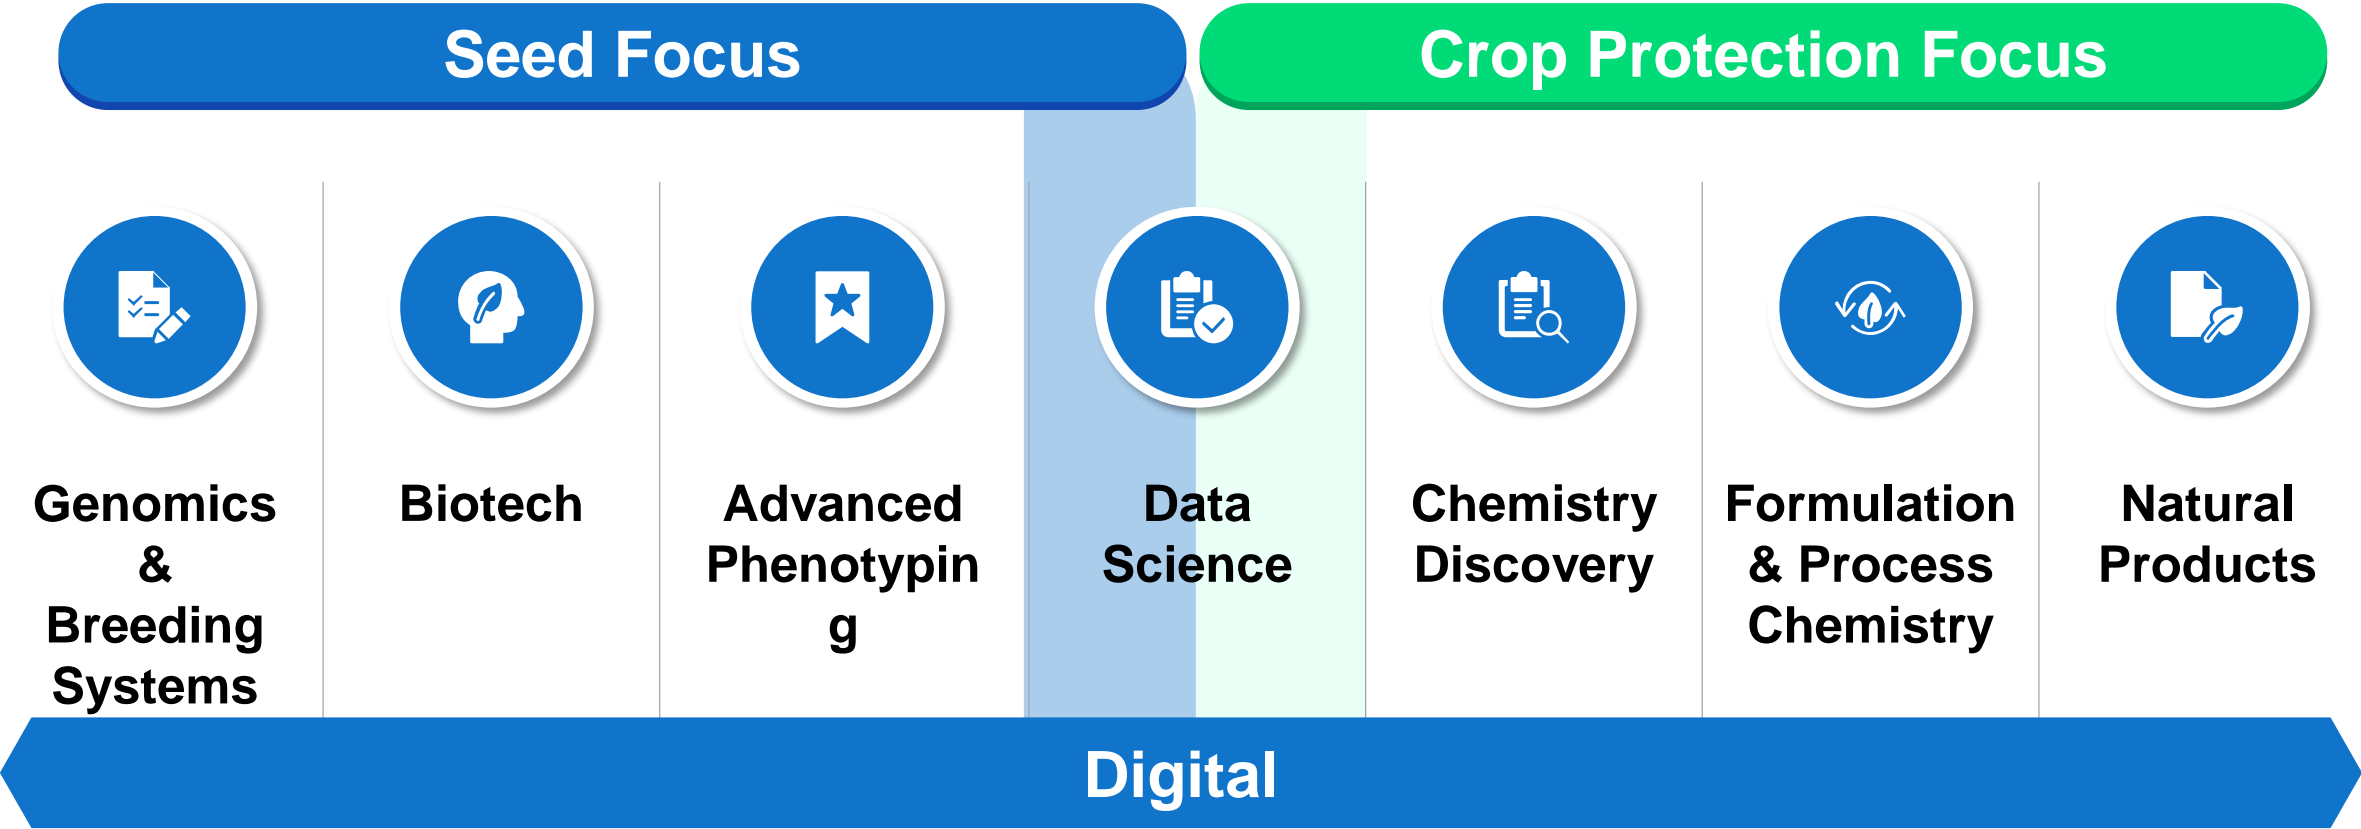 Seed Focus
Crop Protection Focus
Genomics
&
Breeding
Systems
Biotech
Advanced
Phenotypin
g
Data
Science
Chemistry
Discovery
Formulation
& Process
Chemistry
Natural
Products
Digital